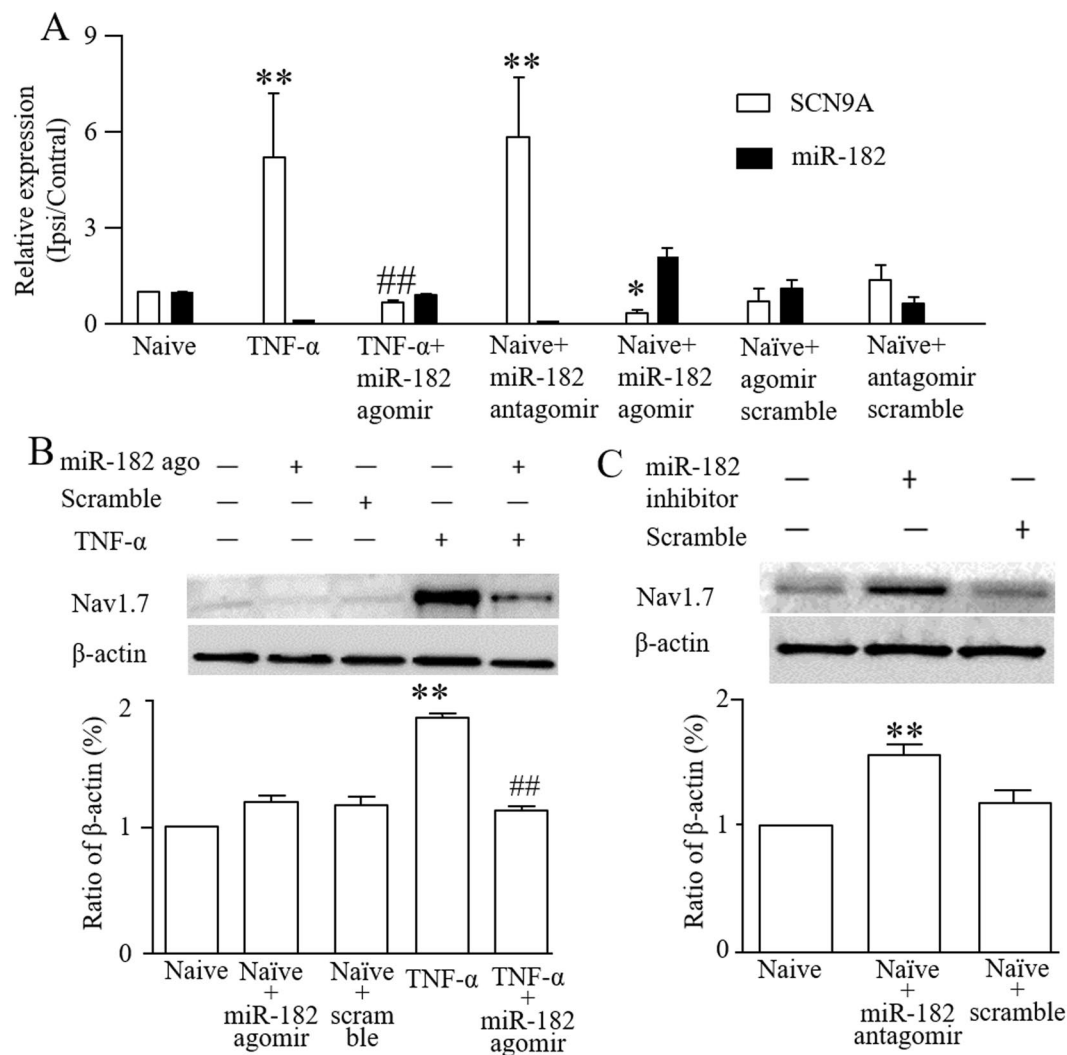 A
9
6
3
0
Relative expression
(Ipsi/Contral)
**
##
**
*
SCN9A
miR-182
Naive
TNF-α
TNF-α+
miR-182
agomir
Naive+
miR-182
antagomir
Naive+
miR-182
agomir
Naïve+
agomir
scramble
Naïve+
antagomir
scramble
B
miR-182 ago — + — — +
Scramble — — + — —
TNF-α — — — + +
Nav1.7
β-actin
2
1
0
Ratio of β-actin (%)
**
##
Naive
Naïve
+
miR-182
agomir
Naïve
+
scram
ble
TNF-α
TNF-α
+
miR-182
agomir
C
miR-182
inhibitor — + —
Scramble — — +
Nav1.7
β-actin
2
1
0
Ratio of β-actin (%)
**
Naive
Naïve
+
miR-182
antagomir
Naïve
+
scramble